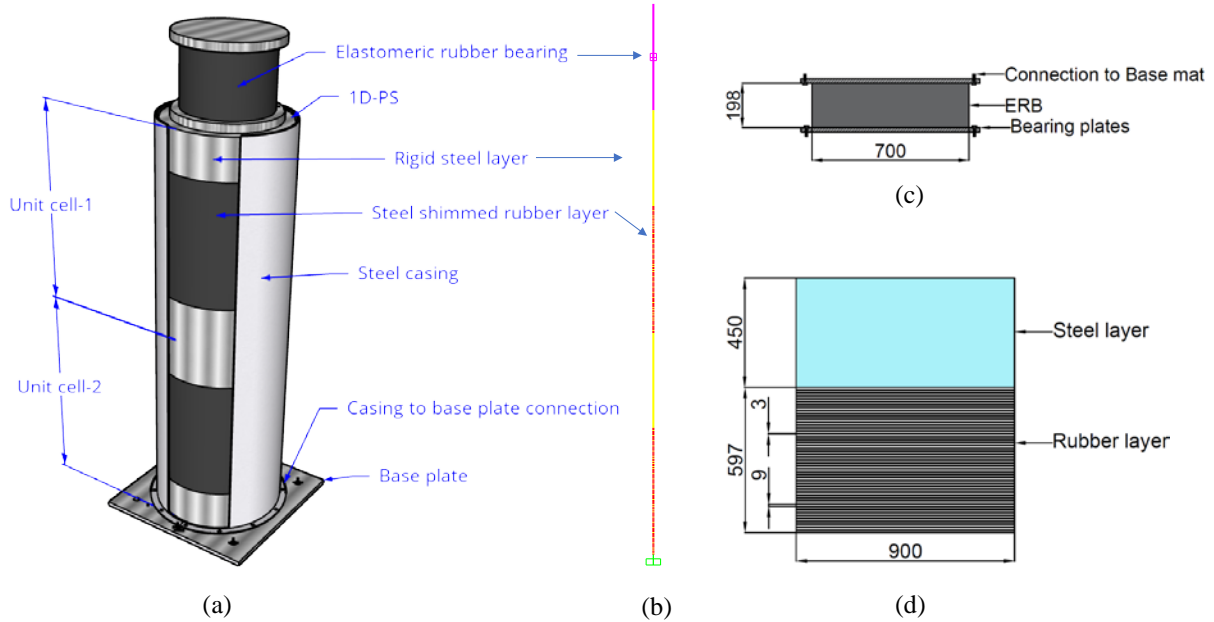 Elastomeric rubber bearing
1D-PS
Rigid steel layer
Unit cell-1
Steel shimmed rubber layer
Steel casing
Unit cell-2
Casing to base plate connection
Base plate
(a)
(b)
198
700
Connection to Base mat
ERB
Bearing plates
(c)
450
Steel layer
3
597
9
Rubber layer
900
(d)